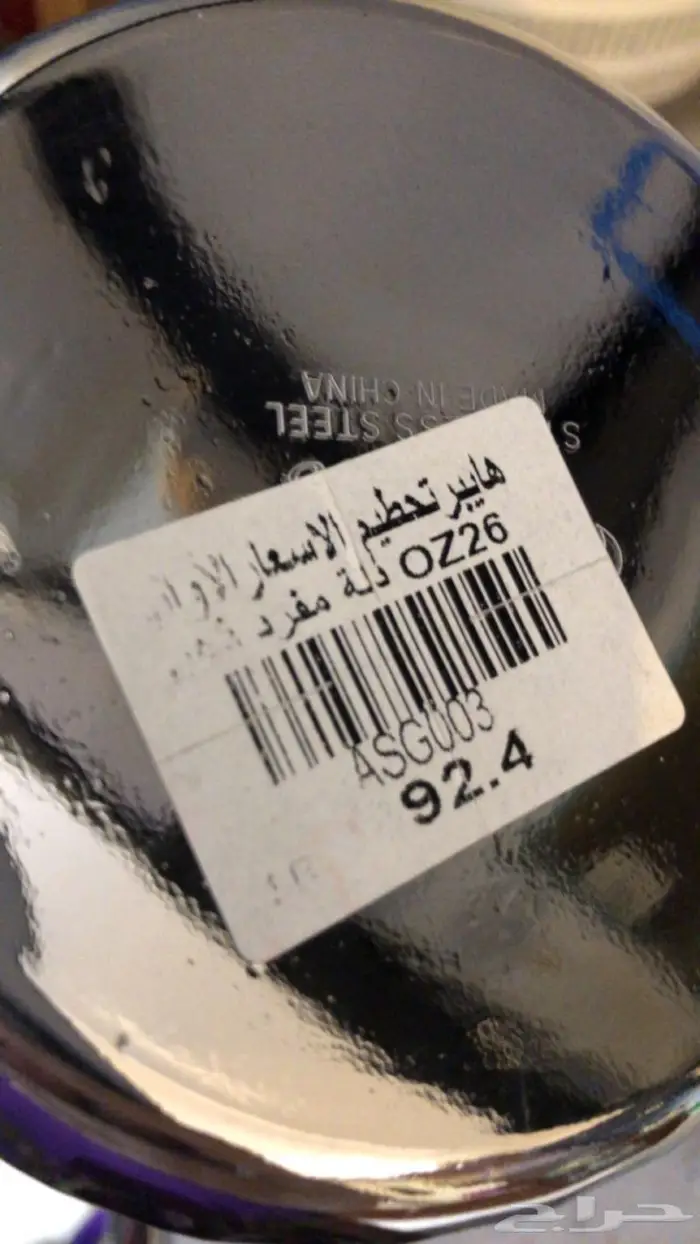 MADE IN CHINA
STEEL
هايبر تحطيم الاسعار
OZ26 دلة مفرد
ASG003
92.4
حراج